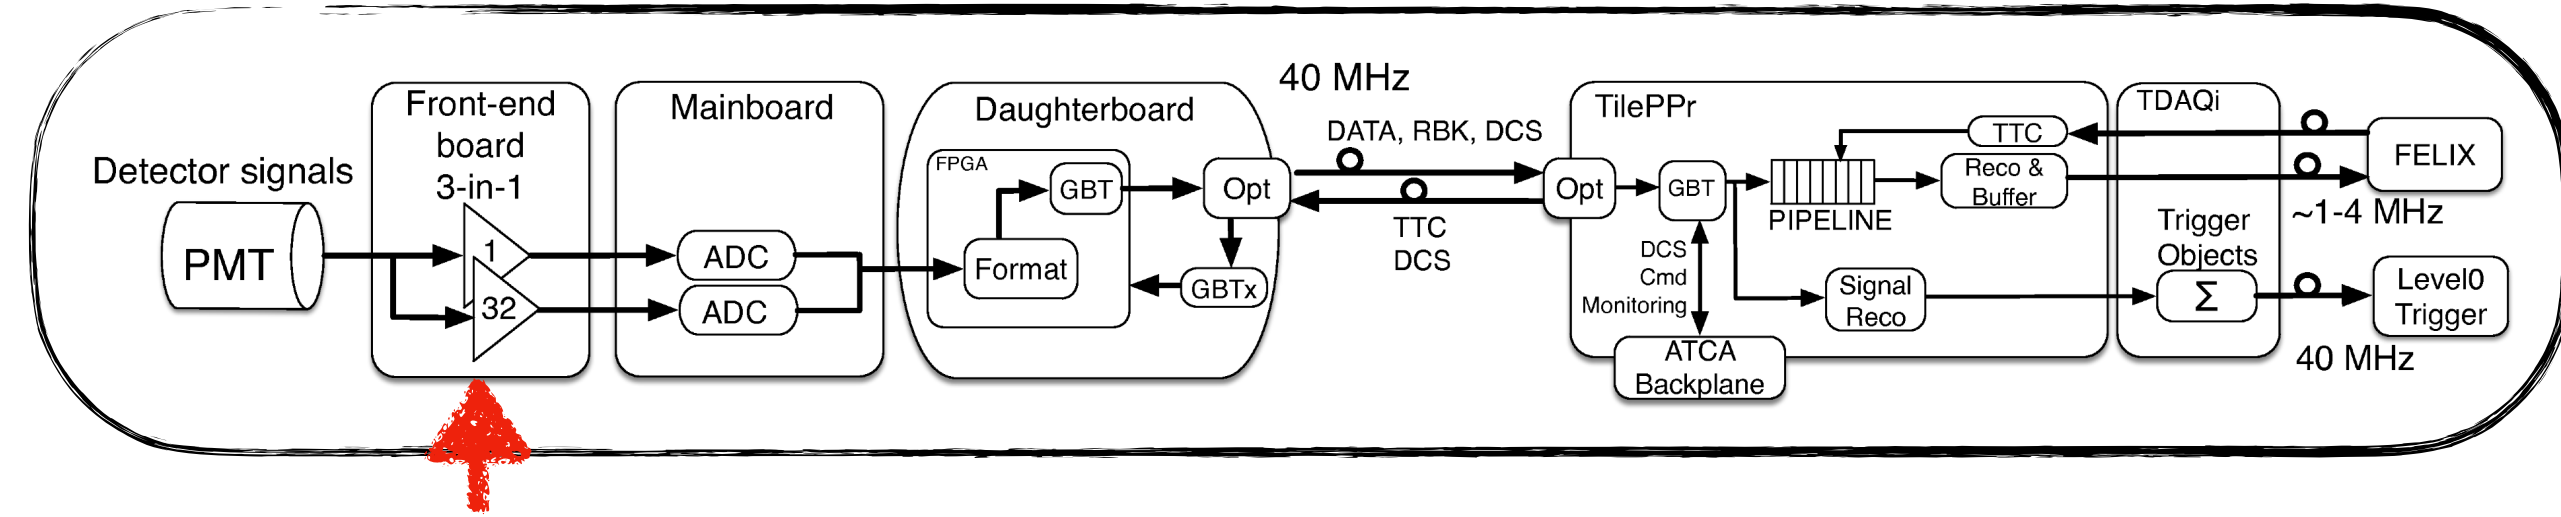 Detector signals
PMT
Front-end
board
3-in-1
1
32
Mainboard
ADC
ADC
Daughterboard
FPGA
GBT
Format
Opt
GBTx
40 MHz
DATA, RBK, DCS
TTC
DCS
TilePPr
Opt
GBT
PIPELINE
TTC
Reco &
Buffer
DCS
Cmd
Monitoring
Signal
Reco
ATCA
Backplane
TDAQi
Trigger
Objects
Σ
FELIX
~1-4 MHz
Level0
Trigger
40 MHz